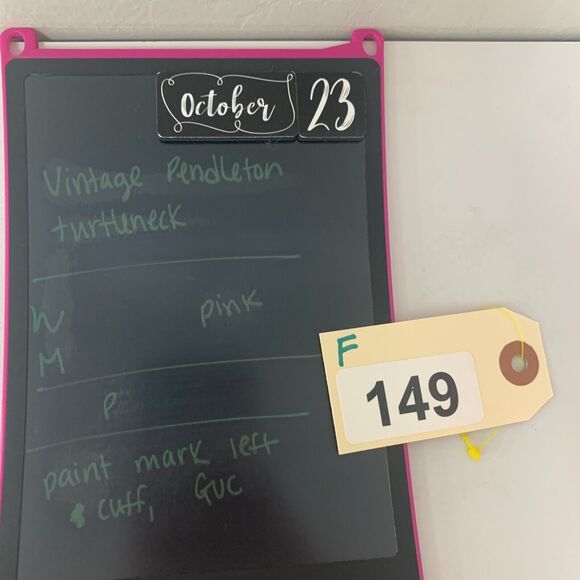 October 23
Vintage Pendleton
turtleneck
W pink
M
P
paint mark left
cuff, GUC
F
149